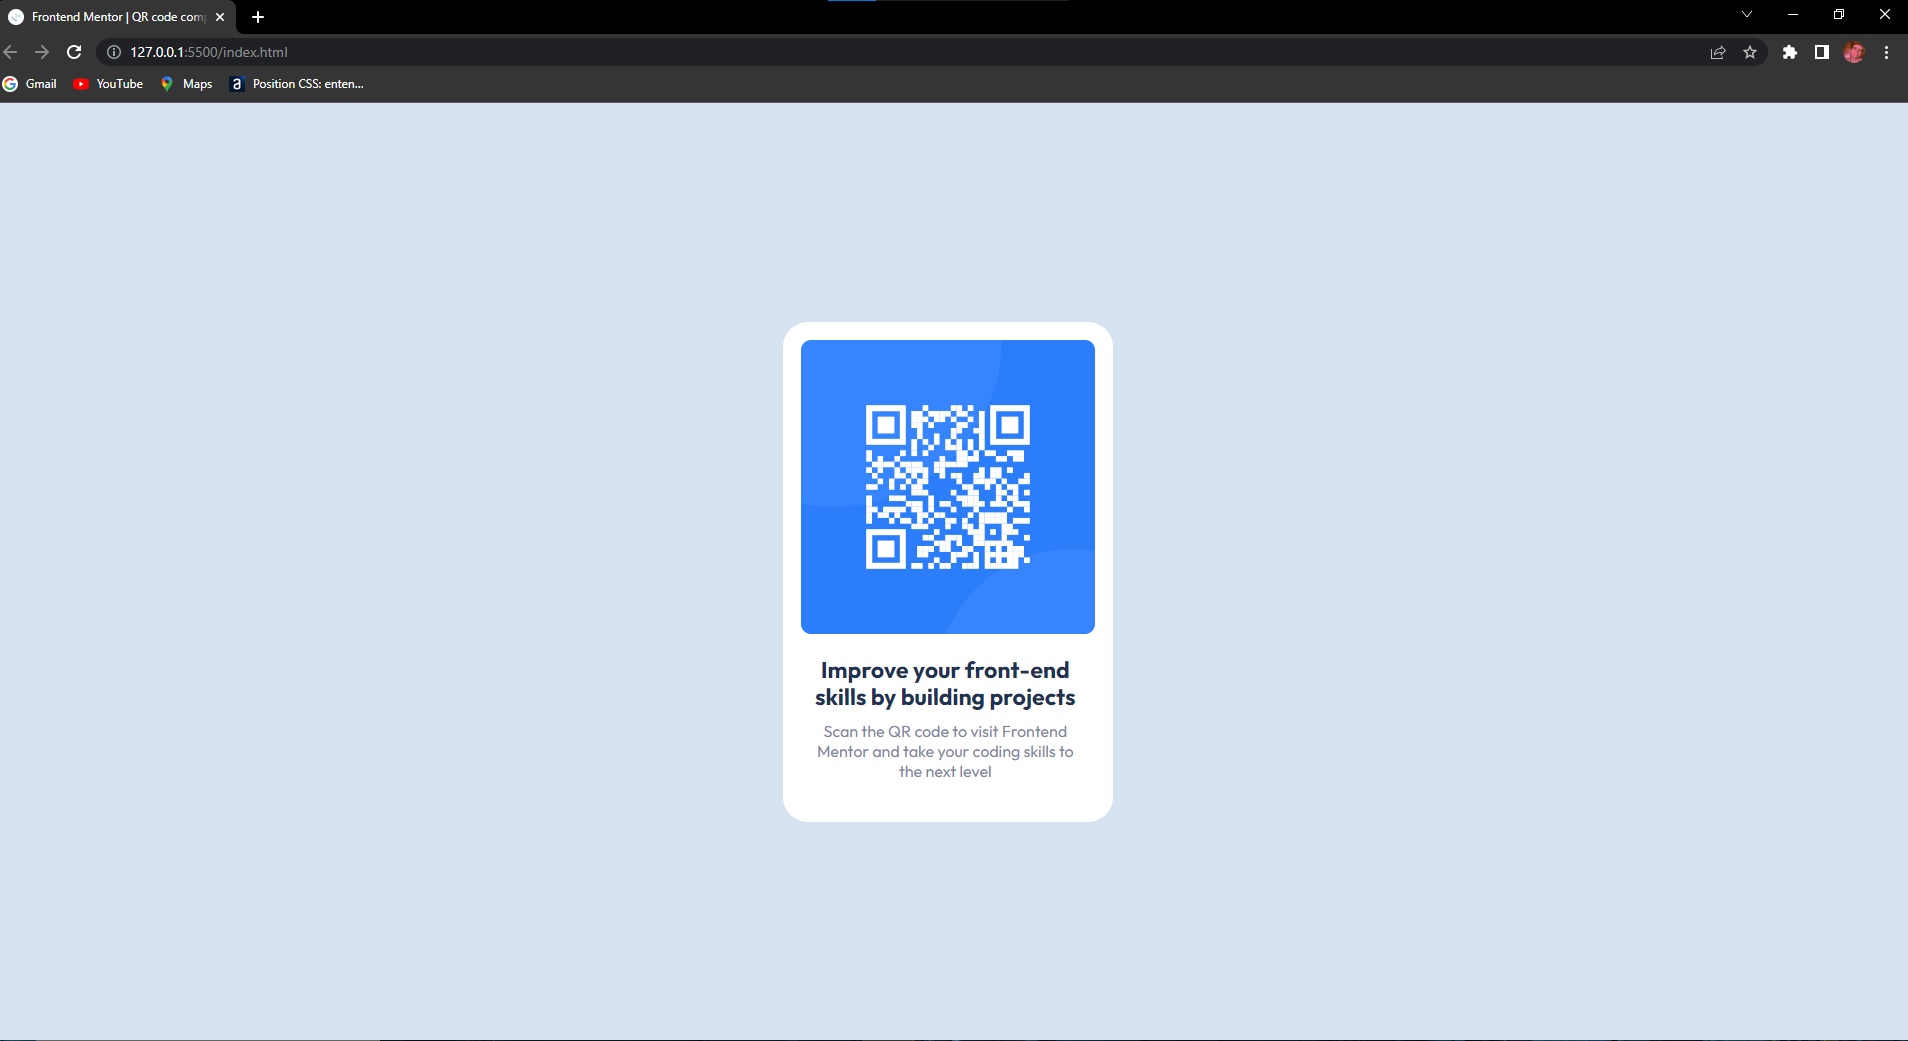 Frontend Mentor | QR code com
127.0.0.1:5500/index.html
Gmail YouTube Maps a Position CSS: enten...
Improve your front-end
skills by building projects
Scan the QR code to visit Frontend
Mentor and take your coding skills to
the next level